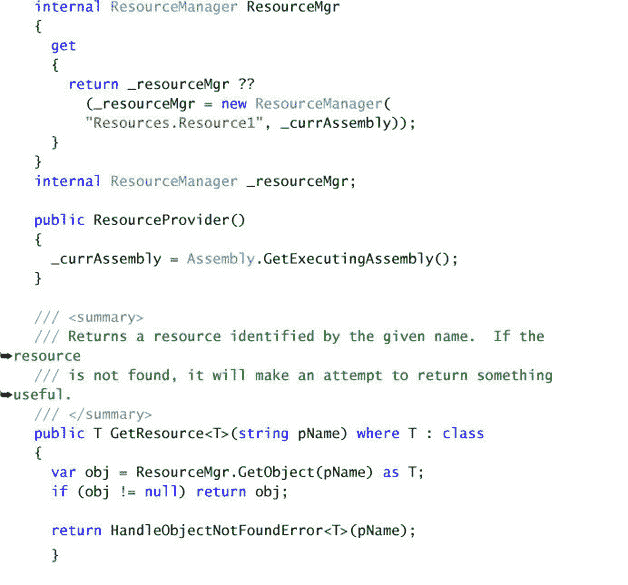 internal ResourceManager ResourceMgr
{
get
{
return _resourceMgr ??
(_resourceMgr = new ResourceManager(
"Resources.Resource1", _currAssembly));
}
}
internal ResourceManager _resourceMgr;
public ResourceProvider()
{
_currAssembly = Assembly.GetExecutingAssembly();
}
/// <summary>
/// Returns a resource identified by the given name.  If the
➥resource
/// is not found, it will make an attempt to return something
➥useful.
/// </summary>
public T GetResource<T>(string pName) where T : class
{
var obj = ResourceMgr.GetObject(pName) as T;
if (obj != null) return obj;
return HandleObjectNotFoundError<T>(pName);
}